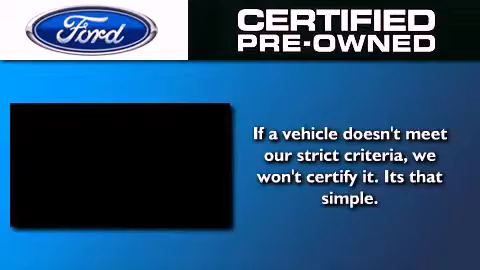 Ford
CERTIFIED
PRE-OWNED
If a vehicle doesn't meet
our strict criteria, we
won't certify it. Its that
simple.